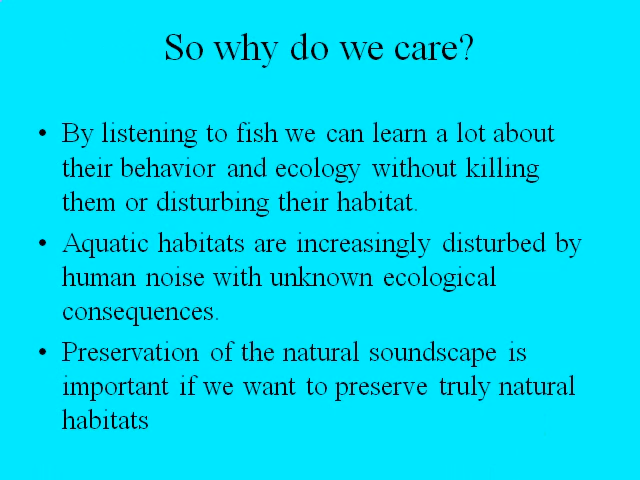 So why do we care?
• By listening to fish we can learn a lot about
their behavior and ecology without killing
them or disturbing their habitat.
• Aquatic habitats are increasingly disturbed by
human noise with unknown ecological
consequences.
• Preservation of the natural soundscape is
important if we want to preserve truly natural
habitats